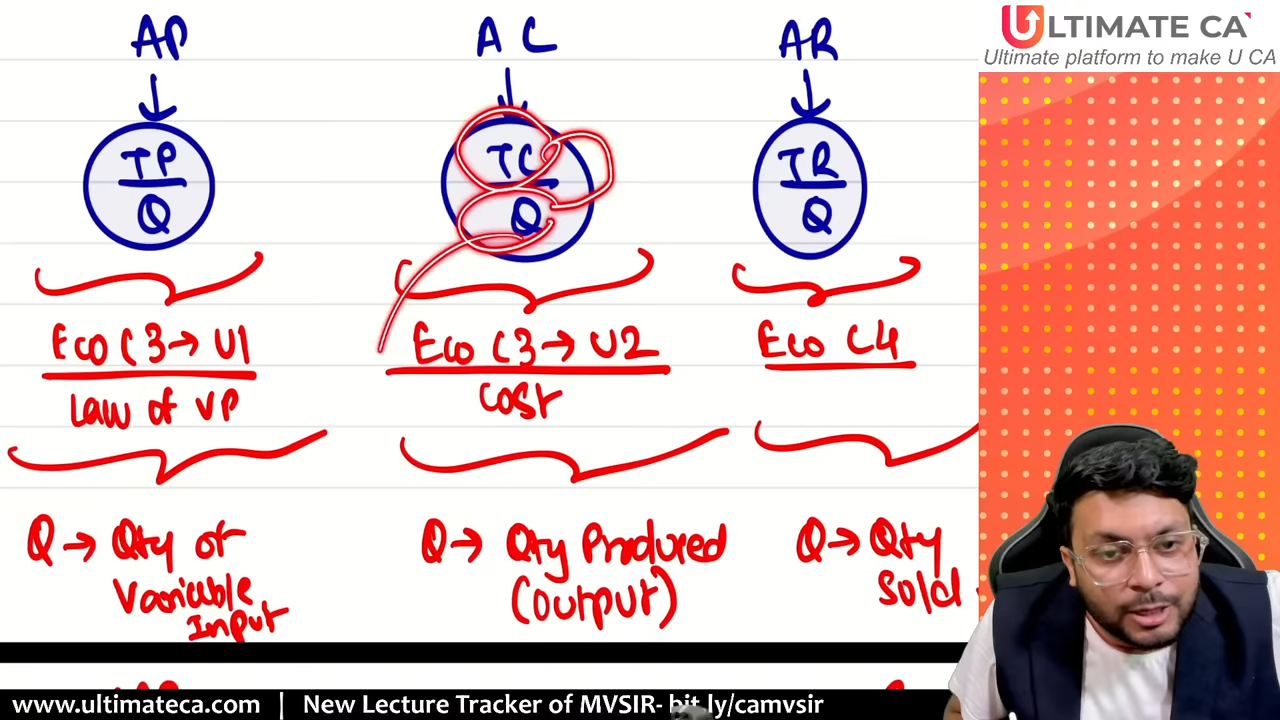 AP AC AR
ULTIMATE CA
Ultimate platform to make U CA
TP TC TR
Q Q Q
Eco C3→U1 Eco C3→U2 Eco C4
Law of VP Cost
Q→ Qty of Q→ Qty Produced Q→ Qty
Variable (output) Sold
Input
www.ultimateca.com | New Lecture Tracker of MVSIR- bit.ly/camvsir